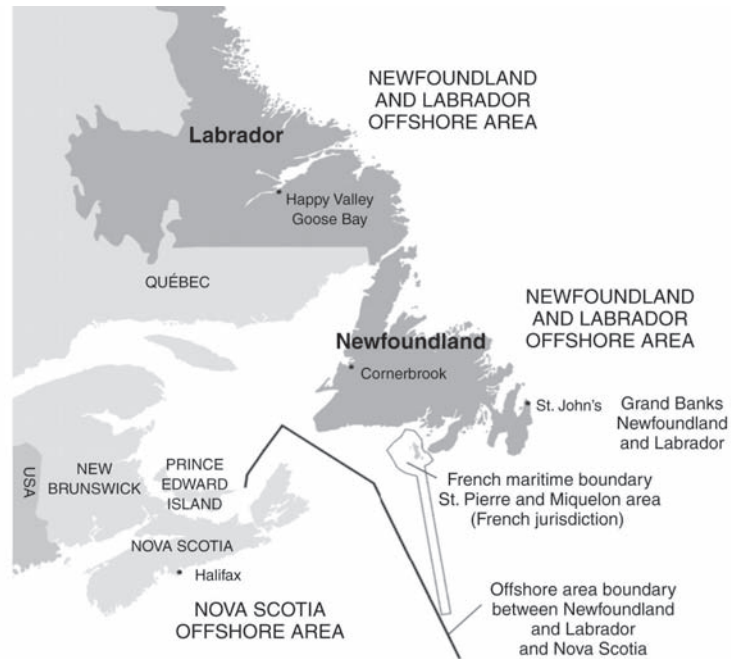 NEWFOUNDLAND
AND LABRADOR
OFFSHORE AREA
Labrador
Happy Valley
Goose Bay
QUÉBEC
NEWFOUNDLAND
AND LABRADOR
OFFSHORE AREA
Newfoundland
Cornerbrook
St. John's
Grand Banks
Newfoundland
and Labrador
USA
NEW
BRUNSWICK
PRINCE
EDWARD
ISLAND
French maritime boundary
St. Pierre and Miquelon area
(French jurisdiction)
NOVA SCOTIA
Halifax
NOVA SCOTIA
OFFSHORE AREA
Offshore area boundary
between Newfoundland
and Labrador
and Nova Scotia